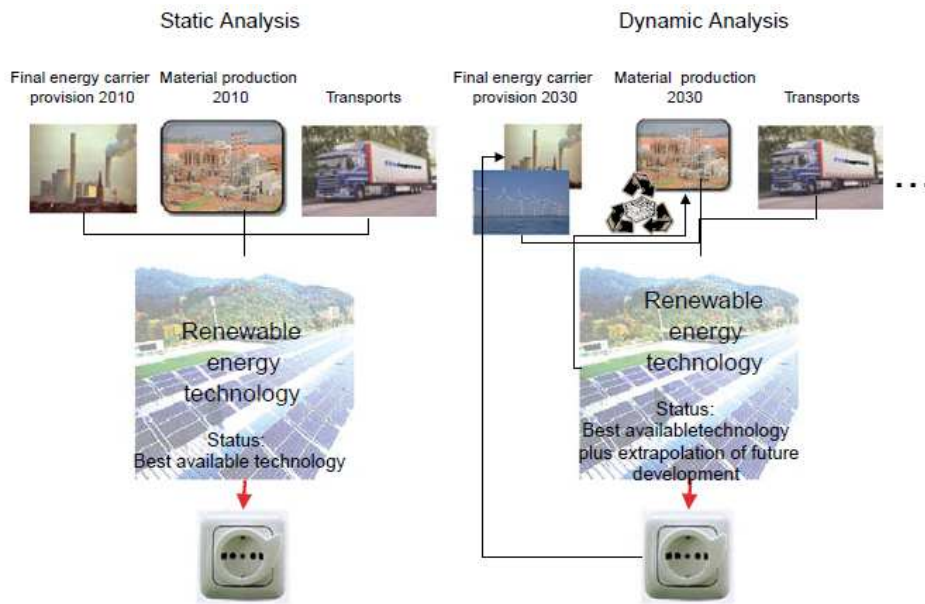 Static Analysis
Final energy carrier
provision 2010
Material production
2010
Transports
Renewable
energy
technology
Status:
Best available technology
Dynamic Analysis
Final energy carrier
provision 2030
Material production
2030
Transports
...
Renewable
energy
technology
Status:
Best availabletechnology
plus extrapolation of future
development